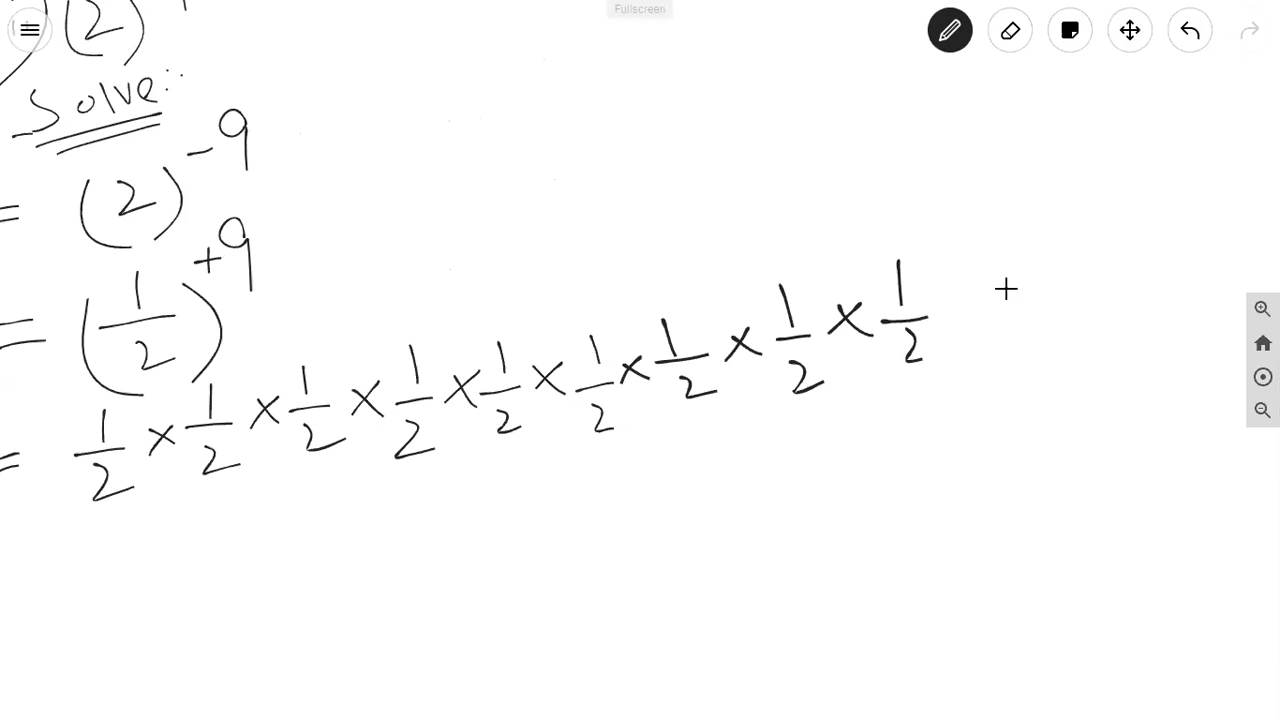 Fullscreen
(2)
Solve:
= (2)^-9
= (1/2)^+9
= 1/2 × 1/2 × 1/2 × 1/2 × 1/2 × 1/2 × 1/2 × 1/2 × 1/2